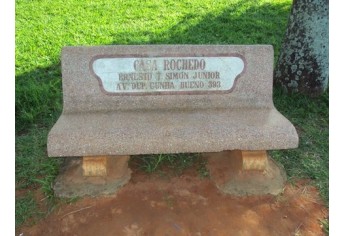 CASA ROCHEDO
ERNESTO J SIMON JUNIOR
AV. DEP. CUNHA BUENO 393